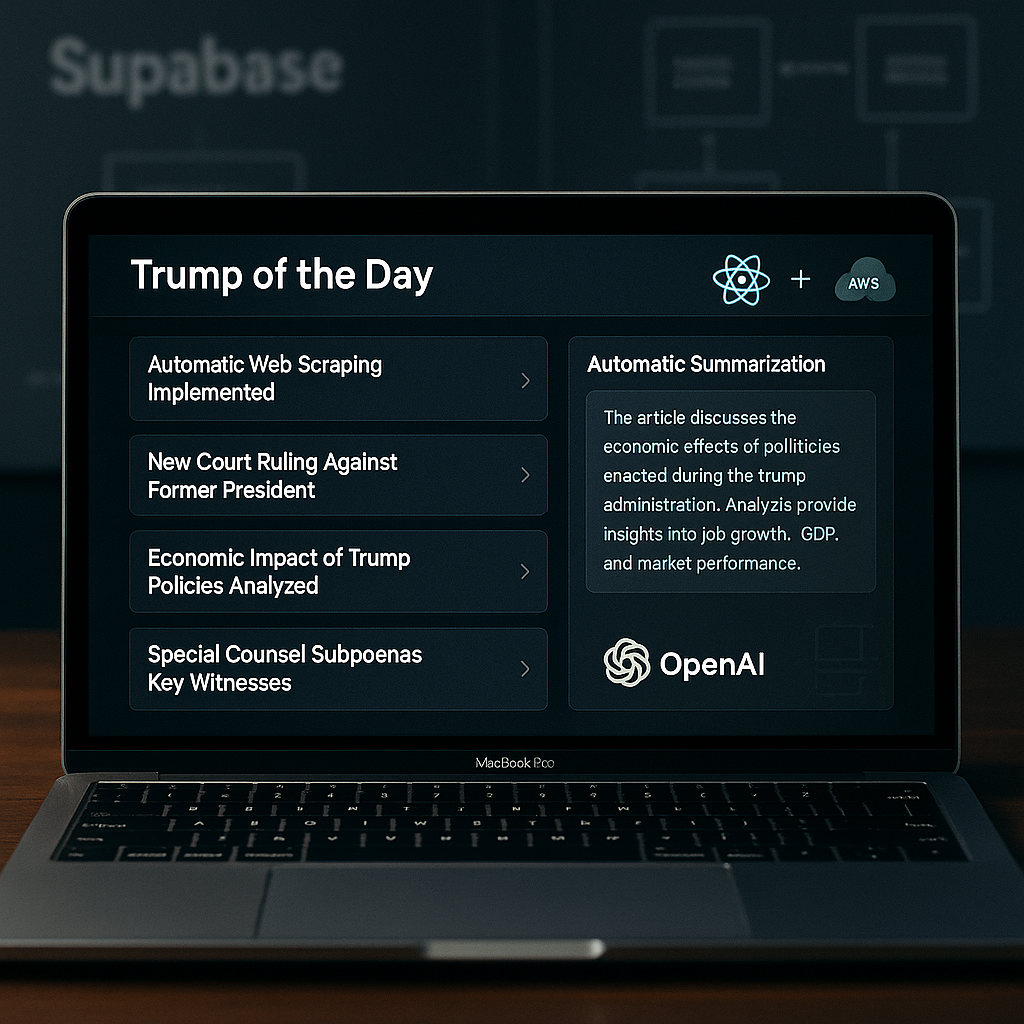 Supabase
Trump of the Day
AWS
Automatic Web Scraping
Implemented
New Court Ruling Against
Former President
Economic Impact of Trump
Policies Analyzed
Special Counsel Subpoenas
Key Witnesses
Automatic Summarization
The article discusses the
economic effects of polliticies
enacted during the trump
administration. Analyzis provide
insights into job growth. GDP.
and market performance.
OpenAI
MacBook